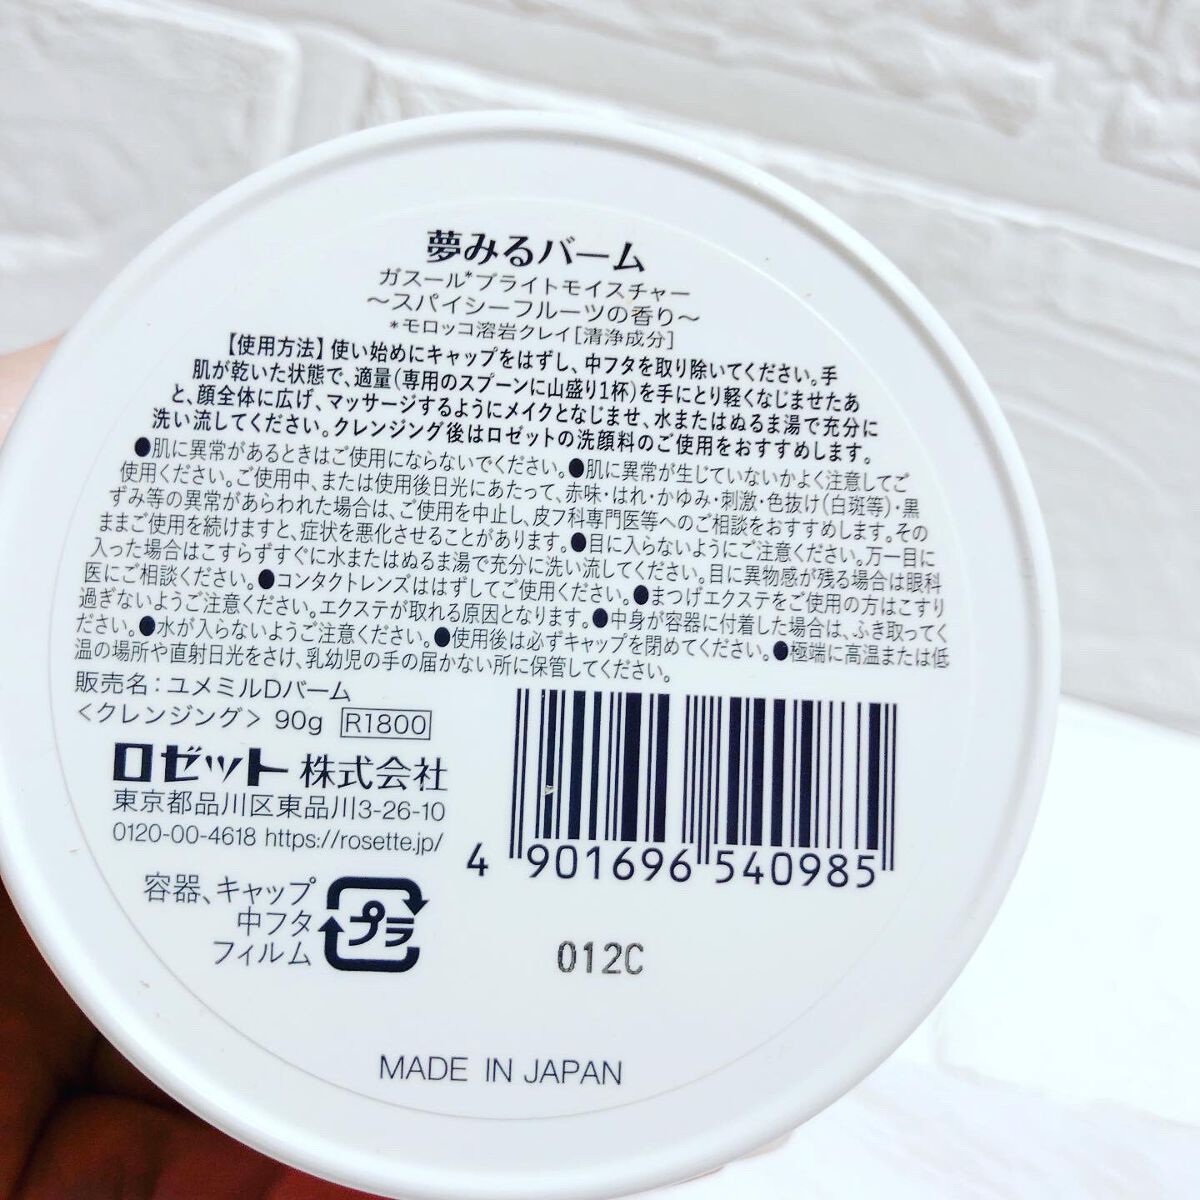 夢みるバーム
ガスール*ブライトモイスチャー
～スパイシーフルーツの香り～
*モロッコ溶岩クレイ[清浄成分]
【使用方法】使い始めにキャップをはずし、中フタを取り除いてください。手
肌が乾いた状態で、適量(専用のスプーンに山盛り1杯)を手にとり軽くなじませたあ
と、顔全体に広げ、マッサージするようにメイクとなじませ、水またはぬるま湯で充分に
洗い流してください。クレンジング後はロゼットの洗顔料のご使用をおすすめします。
●肌に異常があるときはご使用にならないでください。●肌に異常が生じていないかよく注意してご
使用ください。ご使用中、または使用後日光にあたって、赤味・はれ・かゆみ・刺激・色抜け(白斑等)・黒
ずみ等の異常があらわれた場合は、ご使用を中止し、皮フ科専門医等へのご相談をおすすめします。その
ままご使用を続けますと、症状を悪化させることがあります。●目に入らないようにご注意ください。万一目に
入った場合はこすらずすぐに水またはぬるま湯で充分に洗い流してください。目に異物感が残る場合は眼科
医にご相談ください。●コンタクトレンズははずしてご使用ください。●まつげエクステをご使用の方はこすり
過ぎないようご注意ください。エクステが取れる原因となります。●中身が容器に付着した場合は、ふき取ってく
ださい。●水が入らないようご注意ください。●使用後は必ずキャップを閉めてください。●極端に高温または低
温の場所や直射日光をさけ、乳幼児の手の届かない所に保管してください。
販売名：ユメミルDバーム
＜クレンジング＞ 90g R1800
ロゼット株式会社
東京都品川区東品川3-26-10
0120-00-4618 https://rosette.jp/
4 901696 540985
容器、キャップ
中フタ
フィルム
プラ
012C
MADE IN JAPAN